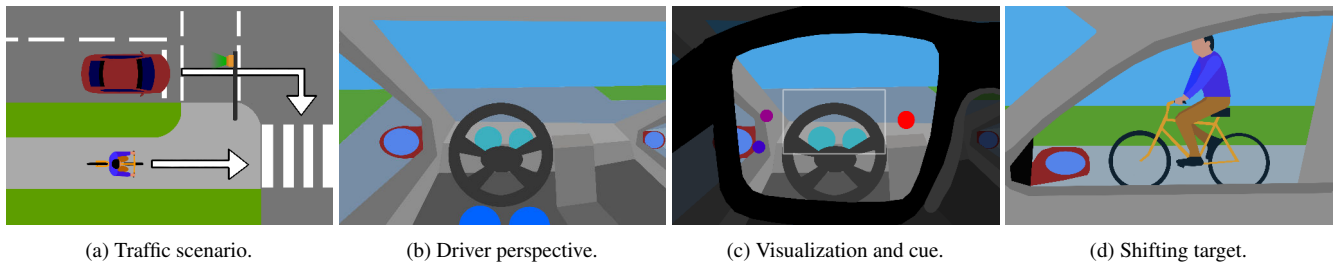 (a) Traffic scenario.
(b) Driver perspective.
(c) Visualization and cue.
(d) Shifting target.